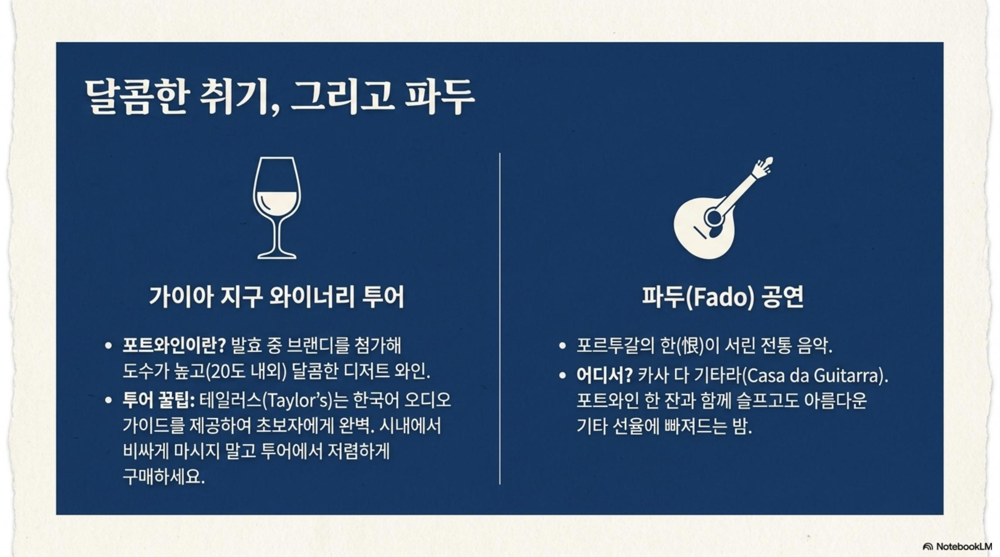 달콤한 취기, 그리고 파두
가이아 지구 와이너리 투어
• 포트와인이란? 발효 중 브랜디를 첨가해
도수가 높고(20도 내외) 달콤한 디저트 와인.
• 투어 꿀팁: 테일러스(Taylor’s)는 한국어 오디오
가이드를 제공하여 초보자에게 완벽. 시내에서
비싸게 마시지 말고 투어에서 저렴하게
구매하세요.
파두(Fado) 공연
• 포르투갈의 한(恨)이 서린 전통 음악.
• 어디서? 카사 다 기타라(Casa da Guitarra).
포트와인 한 잔과 함께 슬프고도 아름다운
기타 선율에 빠져드는 밤.
NotebookLM